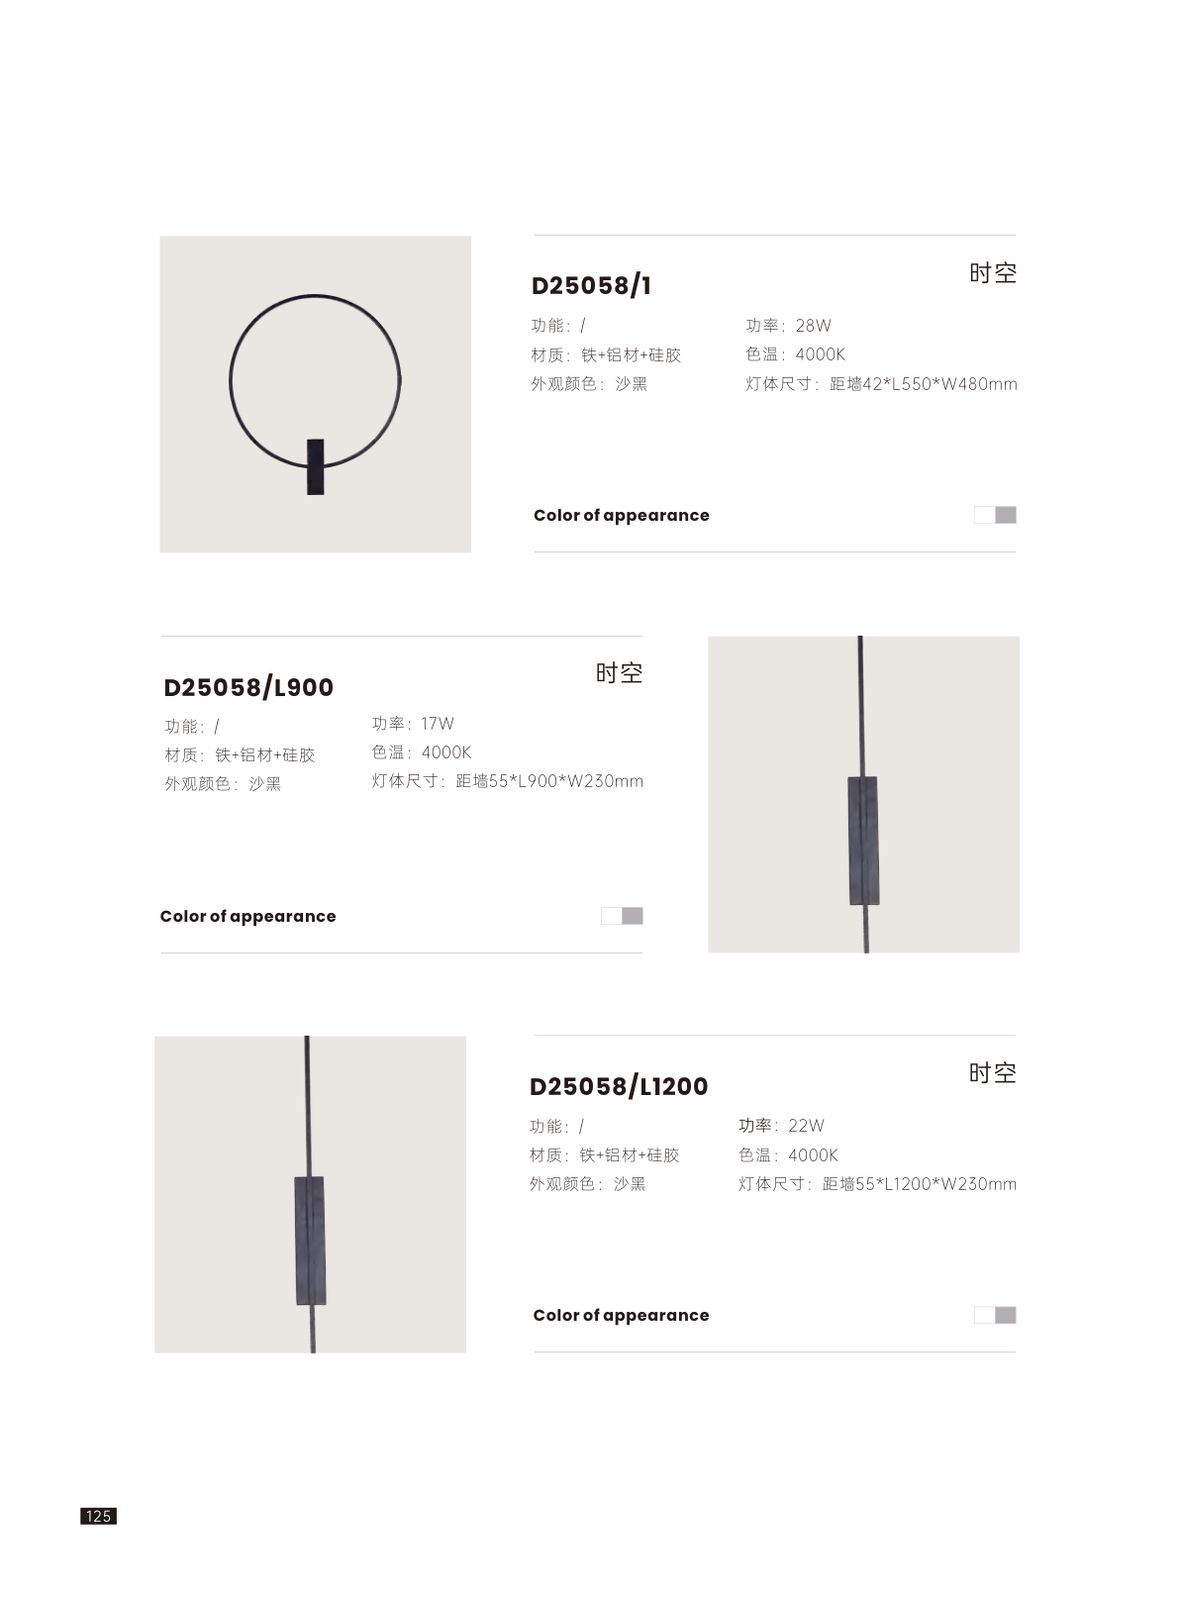 时空
D25058/1
功能：/
功率：28W
材质：铁+铝材+硅胶
色温：4000K
外观颜色：沙黑
灯体尺寸：距墙42*L550*W480mm
Color of appearance
时空
D25058/L900
功能：/
功率：17W
材质：铁+铝材+硅胶
色温：4000K
外观颜色：沙黑
灯体尺寸：距墙55*L900*W230mm
Color of appearance
时空
D25058/L1200
功能：/
功率：22W
材质：铁+铝材+硅胶
色温：4000K
外观颜色：沙黑
灯体尺寸：距墙55*L1200*W230mm
Color of appearance
125